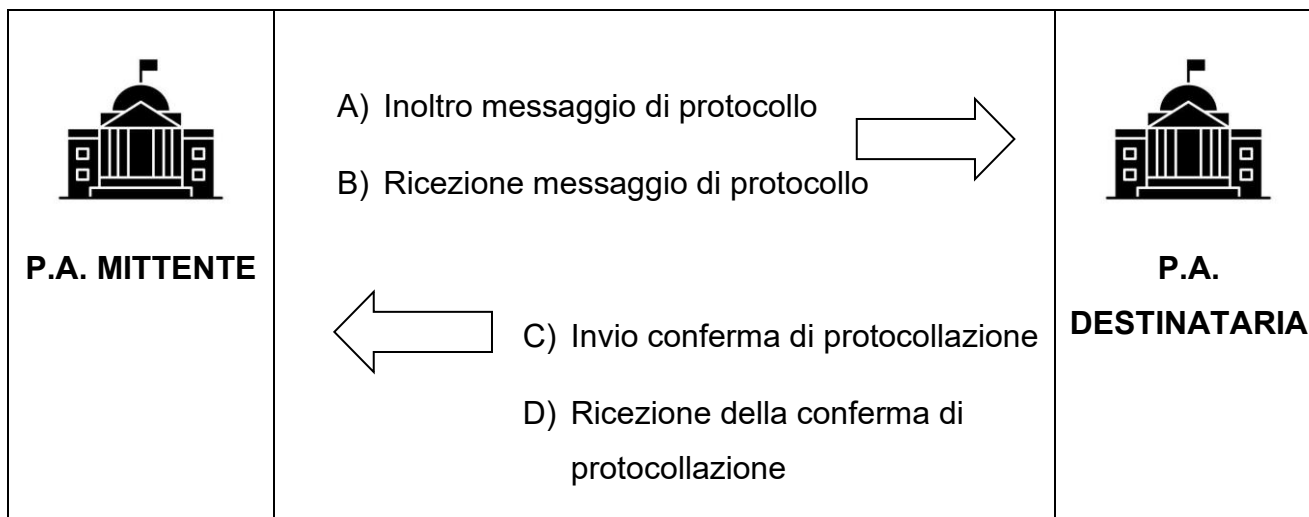 P.A. MITTENTE
A) Inoltro messaggio di protocollo
B) Ricezione messaggio di protocollo
C) Invio conferma di protocollazione
D) Ricezione della conferma di
protocollazione
P.A.
DESTINATARIA